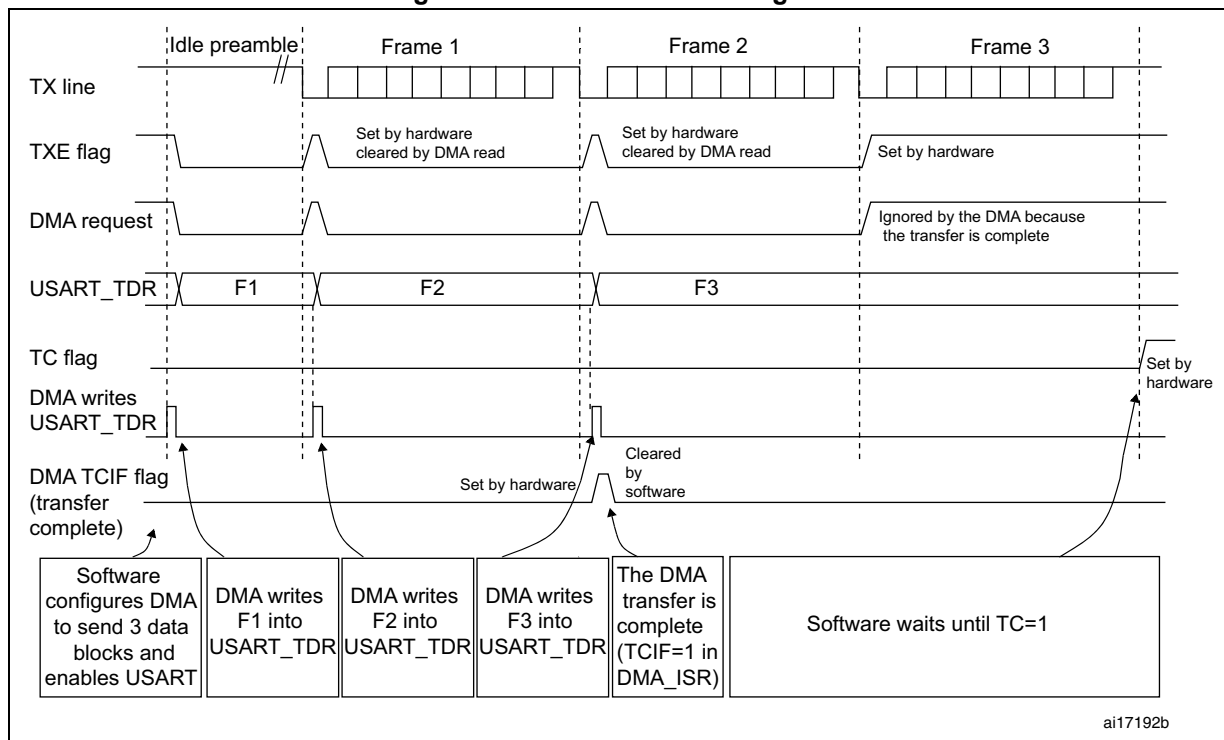 Idle preamble
Frame 1
Frame 2
Frame 3
TX line
TXE flag
Set by hardware
cleared by DMA read
Set by hardware
cleared by DMA read
Set by hardware
DMA request
Ignored by the DMA because
the transfer is complete
USART_TDR
F1
F2
F3
TC flag
Set by
hardware
DMA writes
USART_TDR
DMA TCIF flag
(transfer
complete)
Set by hardware
Cleared
by
software
Software
configures DMA
to send 3 data
blocks and
enables USART
DMA writes
F1 into
USART_TDR
DMA writes
F2 into
USART_TDR
DMA writes
F3 into
USART_TDR
The DMA
transfer is
complete
(TCIF=1 in
DMA_ISR)
Software waits until TC=1
ai17192b